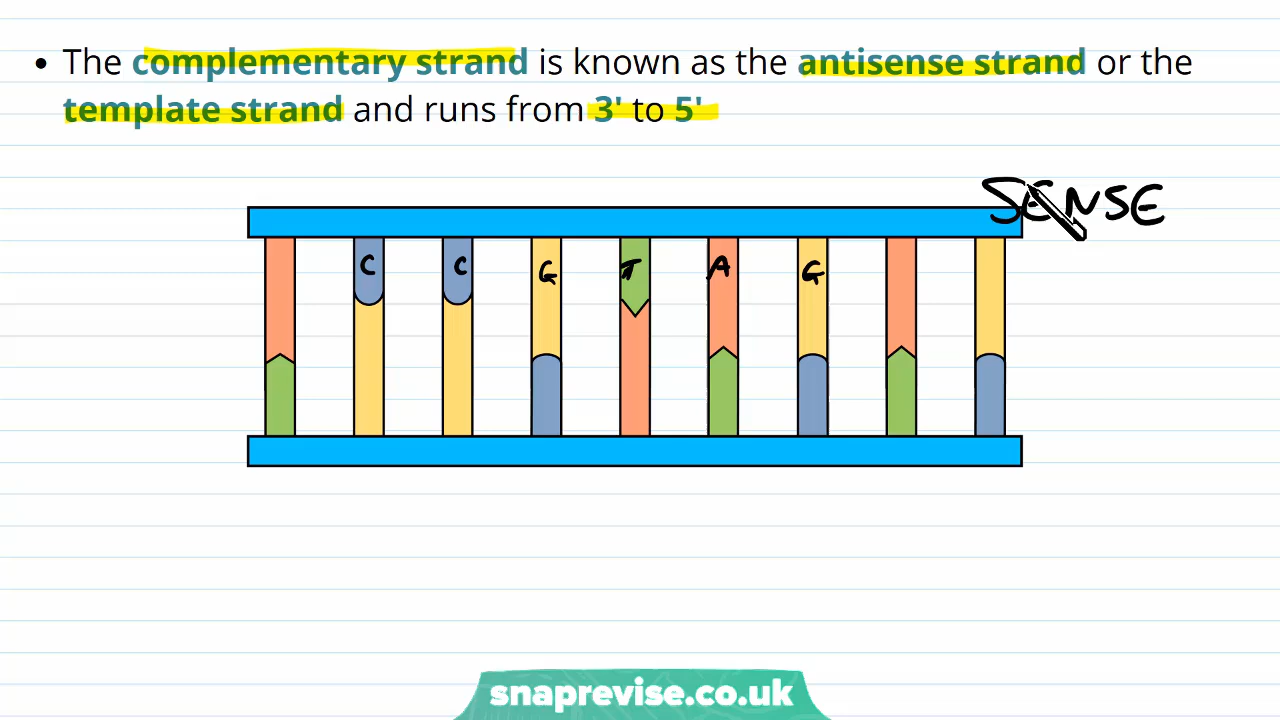 • The complementary strand is known as the antisense strand or the
template strand and runs from 3' to 5'
SENSE
C C G T A G
snaprevise.co.uk